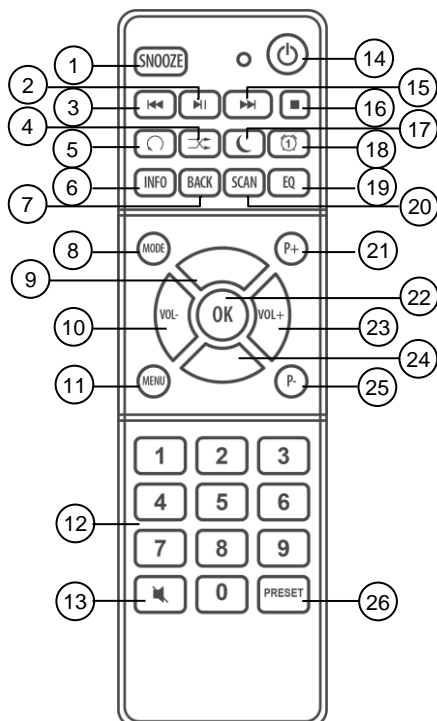 1 SNOOZE 14
2 15
3 16
4 17
5 1 18
6 INFO BACK SCAN EQ 19
7 20
8 MODE P+ 21
9 22
10 VOL- OK VOL+ 23
24
11 MENU P- 25
1 2 3
4 5 6
12
7 8 9
13 0 PRESET 26